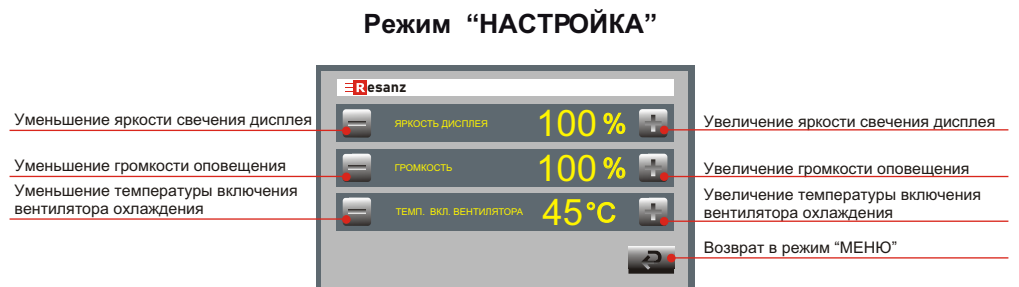 Режим “НАСТРОЙКА”
Resanz
Уменьшение яркости свечения дисплея
ЯРКОСТЬ ДИСПЛЕЯ 100 %
Увеличение яркости свечения дисплея
Уменьшение громкости оповещения
ГРОМКОСТЬ 100 %
Увеличение громкости оповещения
Уменьшение температуры включения
вентилятора охлаждения
ТЕМП. ВКЛ. ВЕНТИЛЯТОРА 45°C
Увеличение температуры включения
вентилятора охлаждения
Возврат в режим “МЕНЮ”